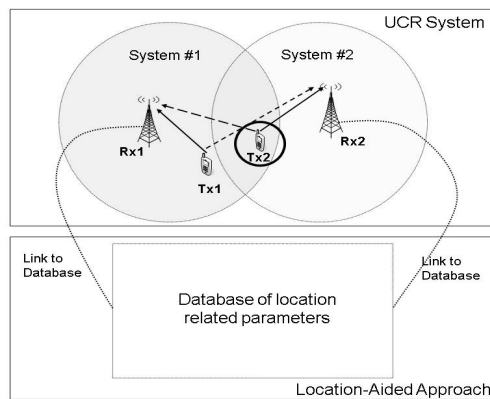 UCR System
System #1
System #2
Rx1
Rx2
Tx2
Tx1
Link to
Database
Link to
Database
Database of location
related parameters
Location-Aided Approach